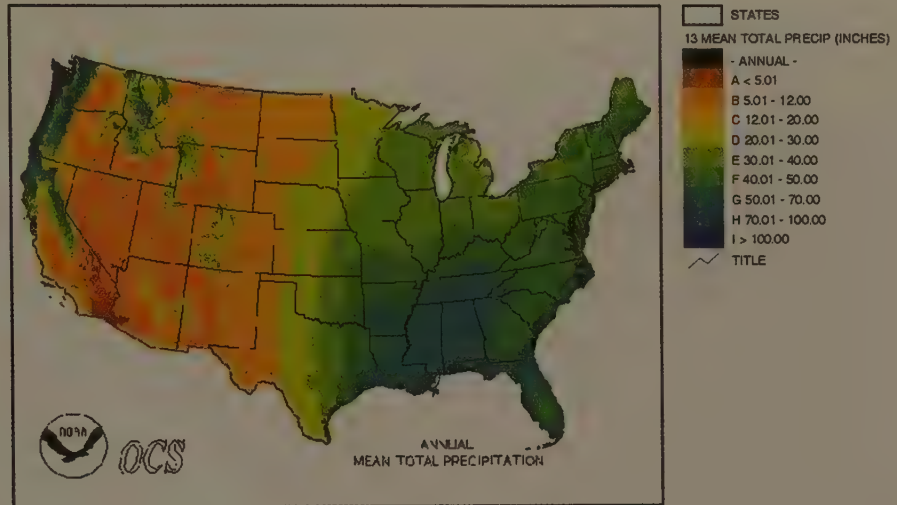 STATES
13 MEAN TOTAL PRECIP (INCHES)
- ANNUAL -
A < 5.01
B 5.01 - 12.00
C 12.01 - 20.00
D 20.01 - 30.00
E 30.01 - 40.00
F 40.01 - 50.00
G 50.01 - 70.00
H 70.01 - 100.00
I > 100.00
TITLE
NOAA
OCS
ANNUAL
MEAN TOTAL PRECIPITATION